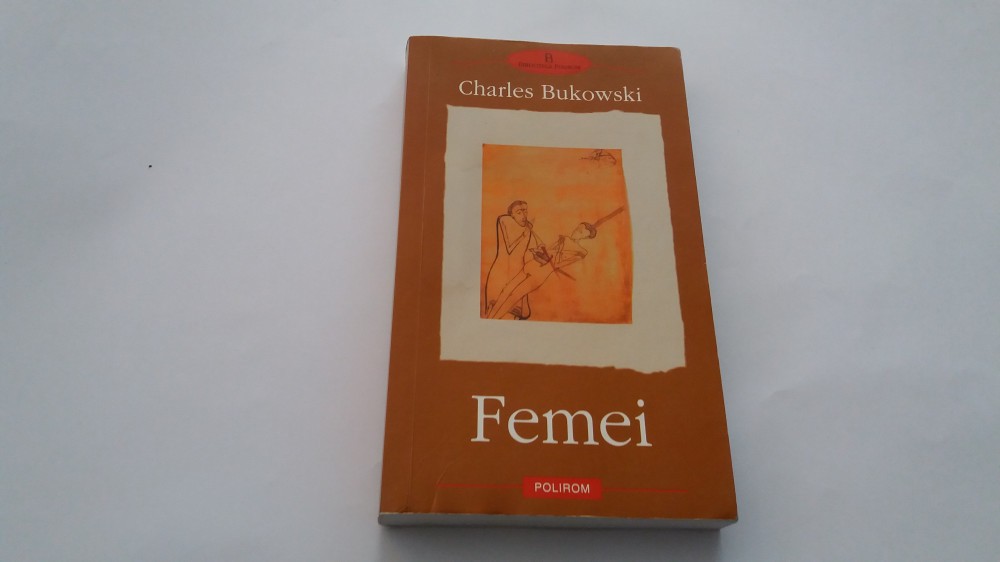 B
Charles Bukowski
Femei
POLIROM